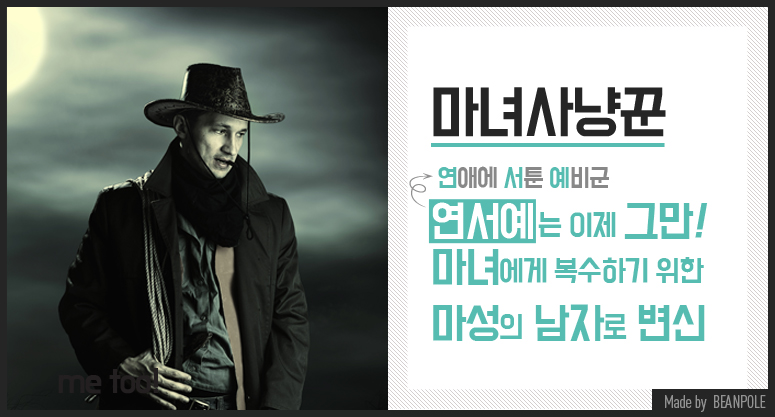 마녀사냥꾼
연애에 서툰 예비군
연서예는 이제 그만!
마녀에게 복수하기 위한
마성의 남자로 변신
me too!
Made by BEANPOLE